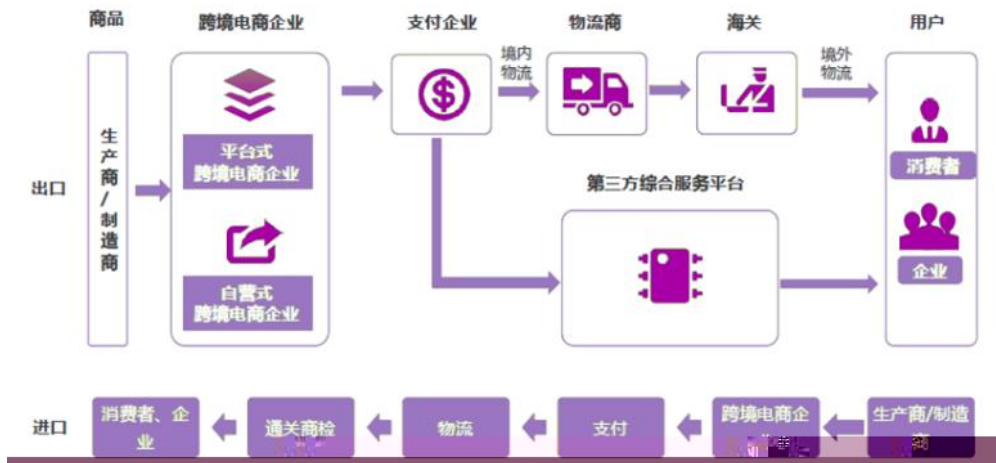 商品
跨境电商企业
支付企业
物流商
海关
用户
境内
物流
境外
物流
出口
生产商/制造商
平台式
跨境电商企业
自营式
跨境电商企业
第三方综合服务平台
消费者
企业
进口
消费者、企
业
通关商检
物流
支付
跨境电商企
生产商/制造
商